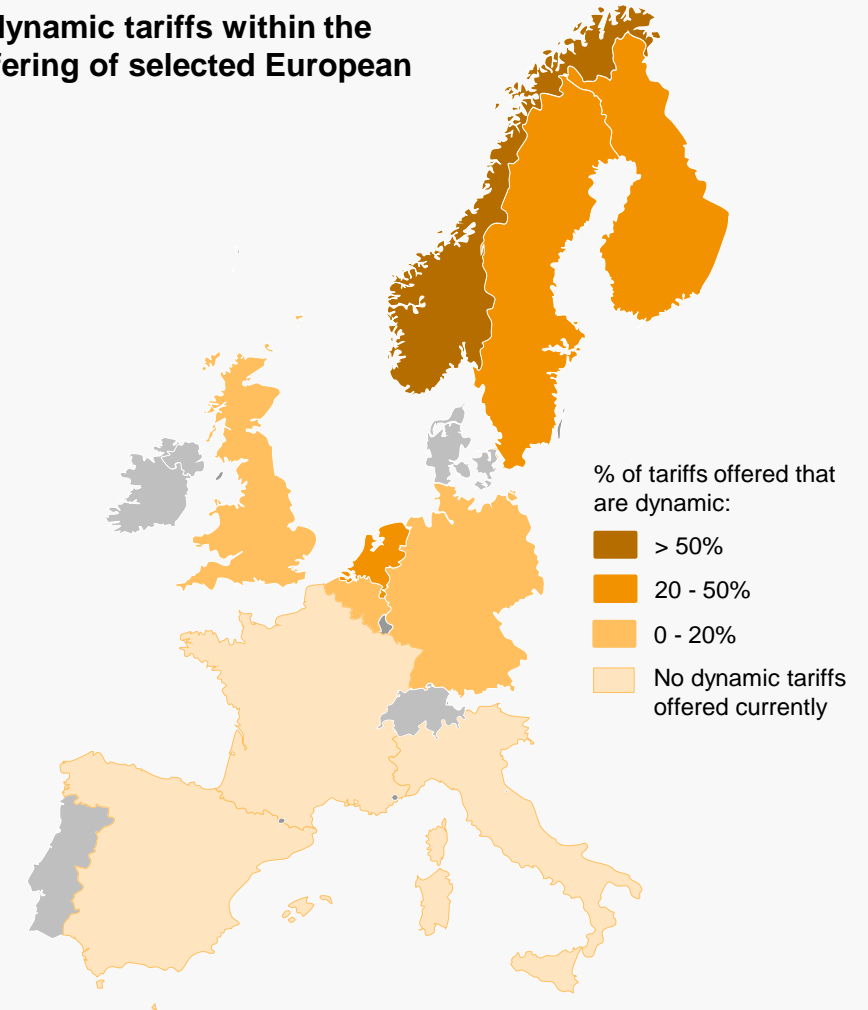 dynamic tariffs within the
fering of selected European
% of tariffs offered that
are dynamic:
> 50%
20 - 50%
0 - 20%
No dynamic tariffs
offered currently